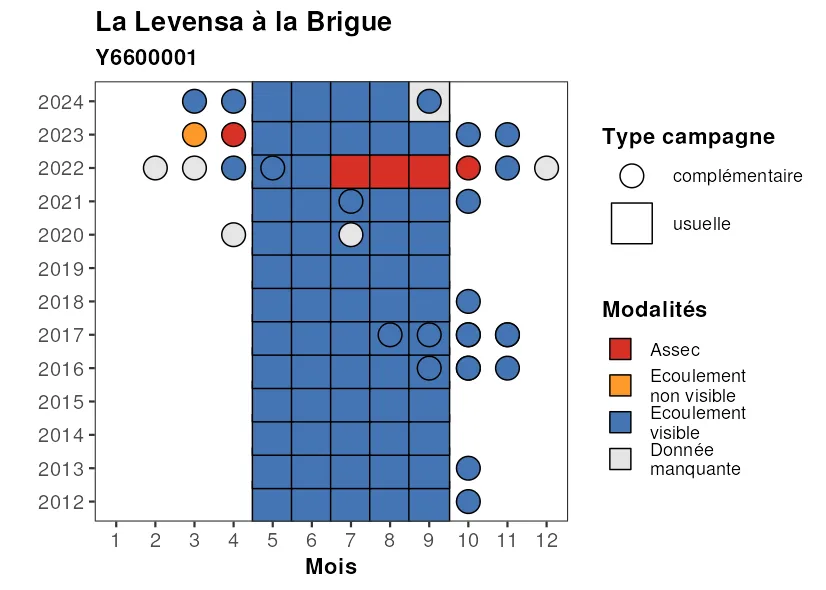 La Levensa à la Brigue
Y6600001
2024
2023
2022
2021
2020
2019
2018
2017
2016
2015
2014
2013
2012
1 2 3 4 5 6 7 8 9 10 11 12
Mois
Type campagne
complémentaire
usuelle
Modalités
Assec
Ecoulement
non visible
Ecoulement
visible
Donnée
manquante